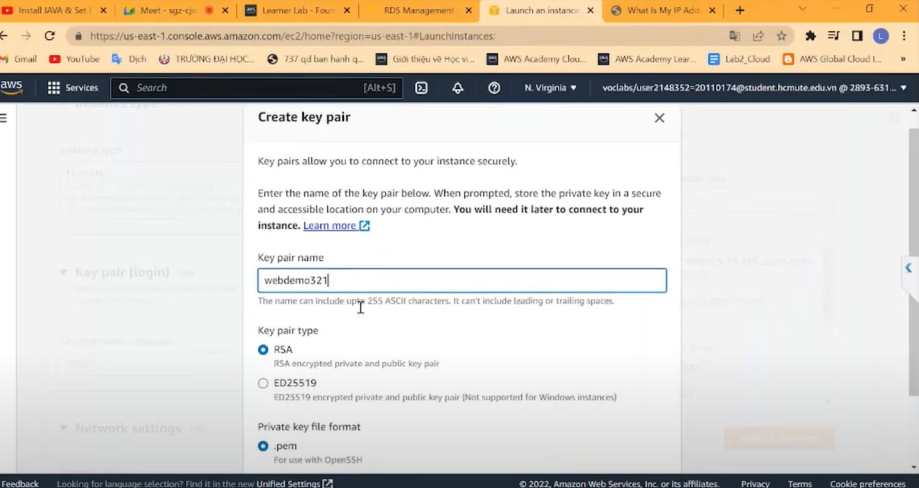 Install JAVA & Set
Meet - sgz-cje
Learner Lab - Foun
RDS Management
Launch an instance
What Is My IP Add
https://us-east-1.console.aws.amazon.com/ec2/home?region=us-east-1#LaunchInstances:
Gmail YouTube Dịch TRƯỜNG ĐẠI HỌC... 737 qd ban hanh q... Giới thiệu về Học vi... AWS Academy Clou... AWS Academy Lear... Lab2_Cloud AWS Global Cloud I...
aws Services Search [Alt+S] N. Virginia voclabs/user2148352=20110174@student.hcmute.edu.vn @ 2893-631...
Create key pair
Key pairs allow you to connect to your instance securely.
Enter the name of the key pair below. When prompted, store the private key in a secure
and accessible location on your computer. You will need it later to connect to your
instance. Learn more
Key pair name
webdemo321
The name can include upto 255 ASCII characters. It can't include leading or trailing spaces.
Key pair (login)
Key pair type
RSA
RSA encrypted private and public key pair
ED25519
ED25519 encrypted private and public key pair (Not supported for Windows instances)
Network settings
Private key file format
.pem
For use with OpenSSH
Feedback Looking for language selection? Find it in the new Unified Settings © 2022, Amazon Web Services, Inc. or its affiliates. Privacy Terms Cookie preferences